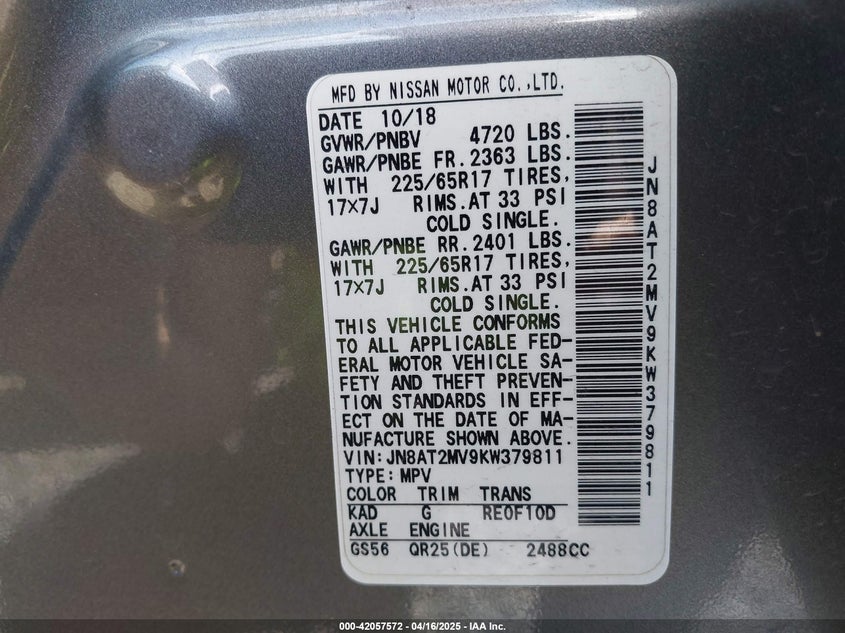 MFD BY NISSAN MOTOR CO.,LTD.
DATE 10/18
GVWR/PNBV 4720 LBS.
GAWR/PNBE FR. 2363 LBS.
WITH 225/65R17 TIRES,
17×7J RIMS.AT 33 PSI
COLD SINGLE.
GAWR/PNBE RR. 2401 LBS.
WITH 225/65R17 TIRES,
17×7J RIMS.AT 33 PSI
COLD SINGLE.
THIS VEHICLE CONFORMS
TO ALL APPLICABLE FED-
ERAL MOTOR VEHICLE SA-
FETY AND THEFT PREVEN-
TION STANDARDS IN EFF-
ECT ON THE DATE OF MA-
NUFACTURE SHOWN ABOVE.
VIN:JN8AT2MV9KW379811
TYPE:MPV
COLOR TRIM TRANS
KAD G RE0F10D
AXLE ENGINE
GS56 QR25(DE) 2488CC
JN8AT2MV9KW379811
000-42057572 - 04/16/2025 - IAA Inc.